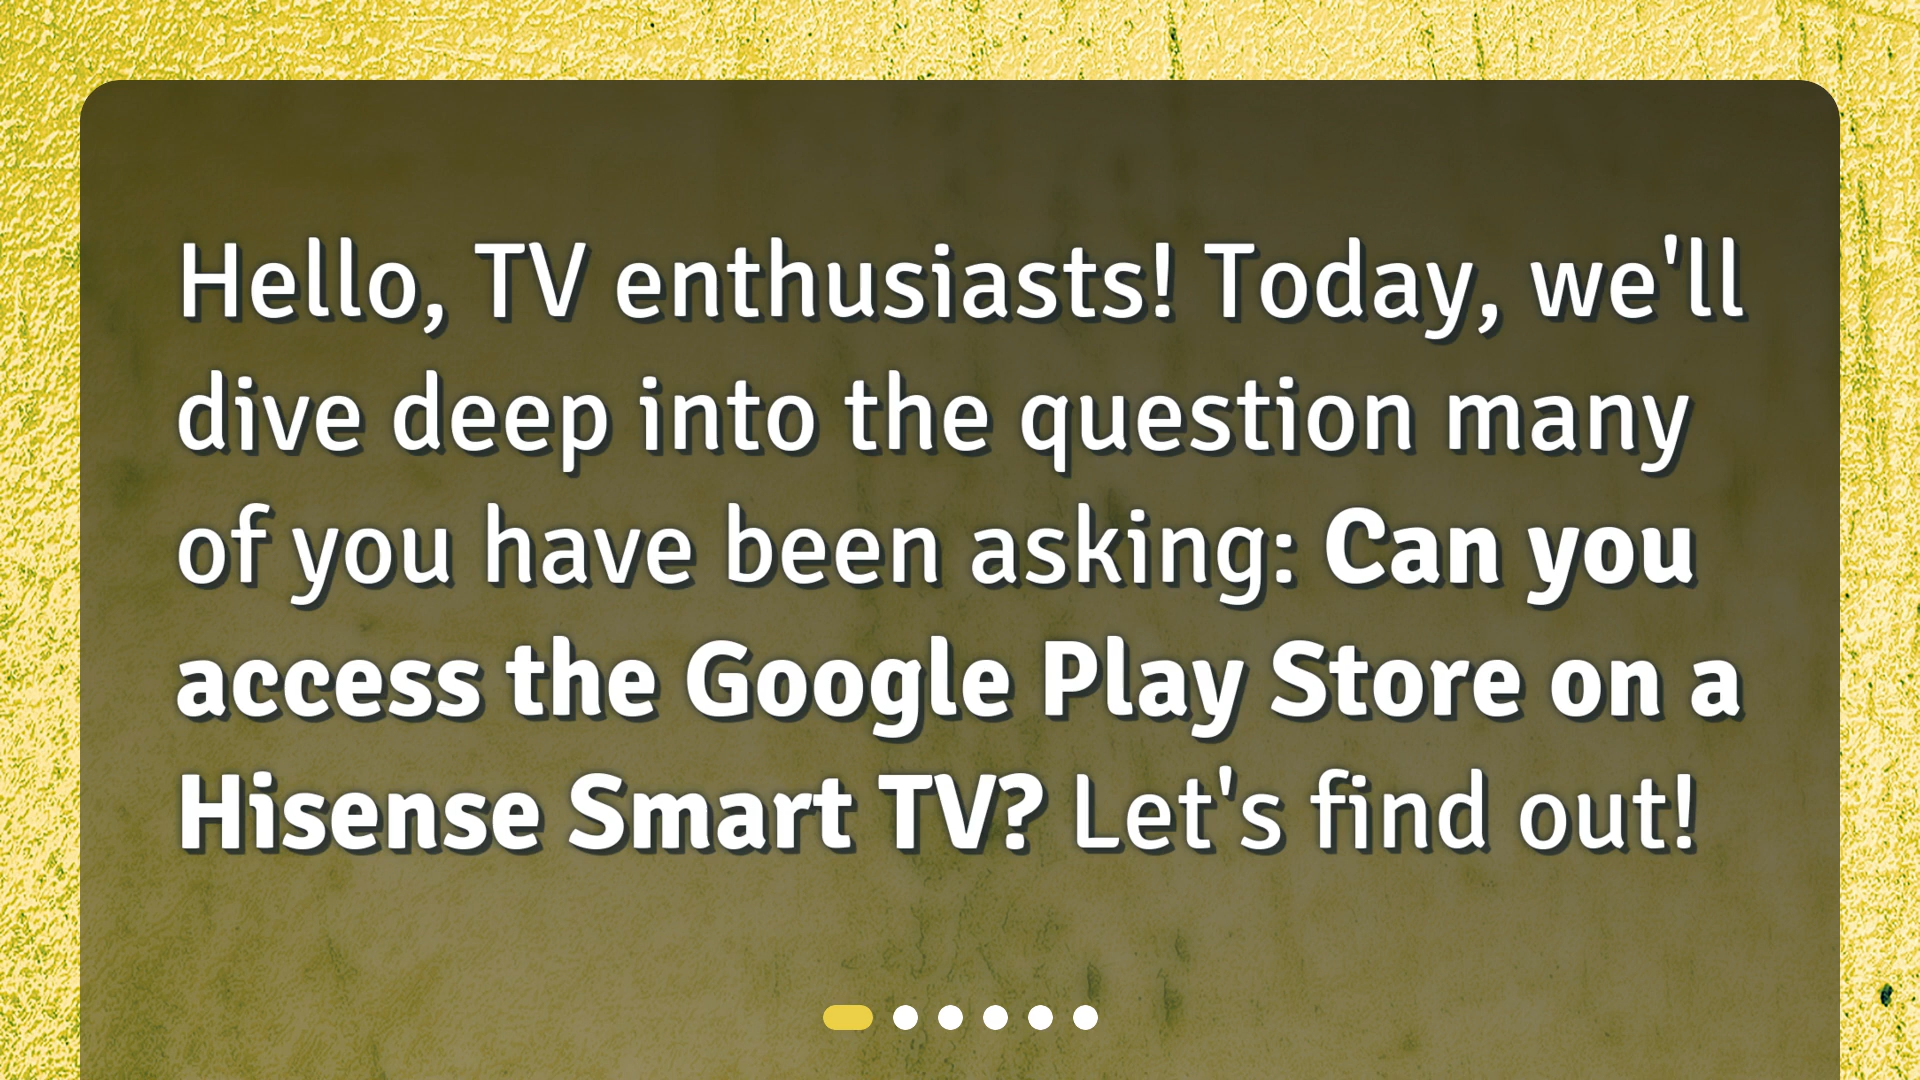 Hello, TV enthusiasts! Today, we'll
dive deep into the question many
of you have been asking: Can you
access the Google Play Store on a
Hisense Smart TV? Let's find out!